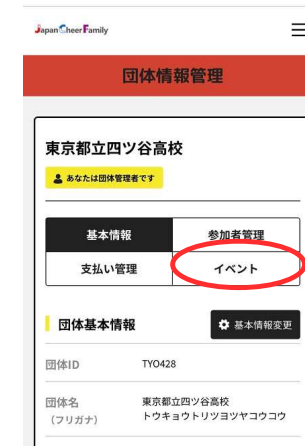 Japan Cheer Family
団体情報管理
東京都立四ツ谷高校
あなたは団体管理者です
基本情報 参加者管理
支払い管理 イベント
団体基本情報 基本情報変更
団体ID TYO428
団体名 東京都立四ツ谷高校
(フリガナ) トウキョウトリツヨツヤコウコウ